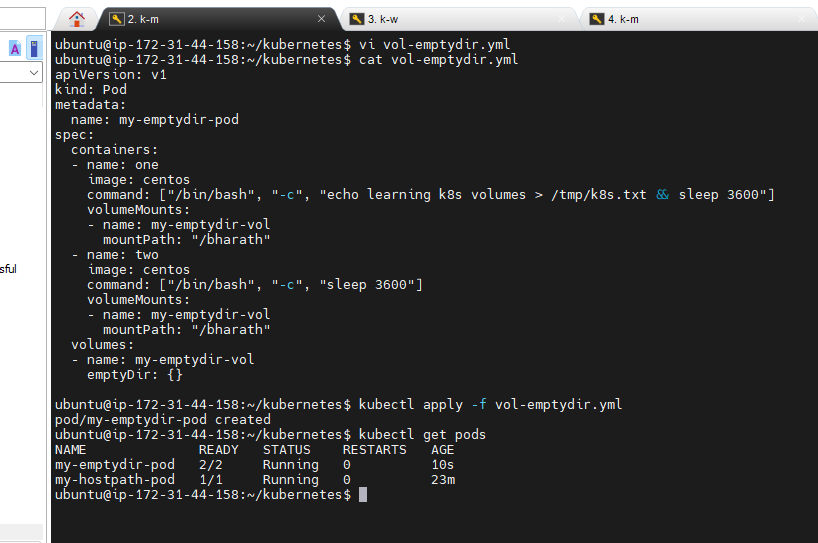 2. k-m
3. k-w
4. k-m
A
sful
ubuntu@ip-172-31-44-158:~/kubernetes$ vi vol-emptydir.yml
ubuntu@ip-172-31-44-158:~/kubernetes$ cat vol-emptydir.yml
apiVersion: v1
kind: Pod
metadata:
  name: my-emptydir-pod
spec:
  containers:
  - name: one
    image: centos
    command: ["/bin/bash", "-c", "echo learning k8s volumes > /tmp/k8s.txt && sleep 3600"]
    volumeMounts:
    - name: my-emptydir-vol
      mountPath: "/bharath"
  - name: two
    image: centos
    command: ["/bin/bash", "-c", "sleep 3600"]
    volumeMounts:
    - name: my-emptydir-vol
      mountPath: "/bharath"
  volumes:
  - name: my-emptydir-vol
    emptyDir: {}
ubuntu@ip-172-31-44-158:~/kubernetes$ kubectl apply -f vol-emptydir.yml
pod/my-emptydir-pod created
ubuntu@ip-172-31-44-158:~/kubernetes$ kubectl get pods
NAME              READY   STATUS    RESTARTS   AGE
my-emptydir-pod   2/2     Running   0          10s
my-hostpath-pod   1/1     Running   0          23m
ubuntu@ip-172-31-44-158:~/kubernetes$